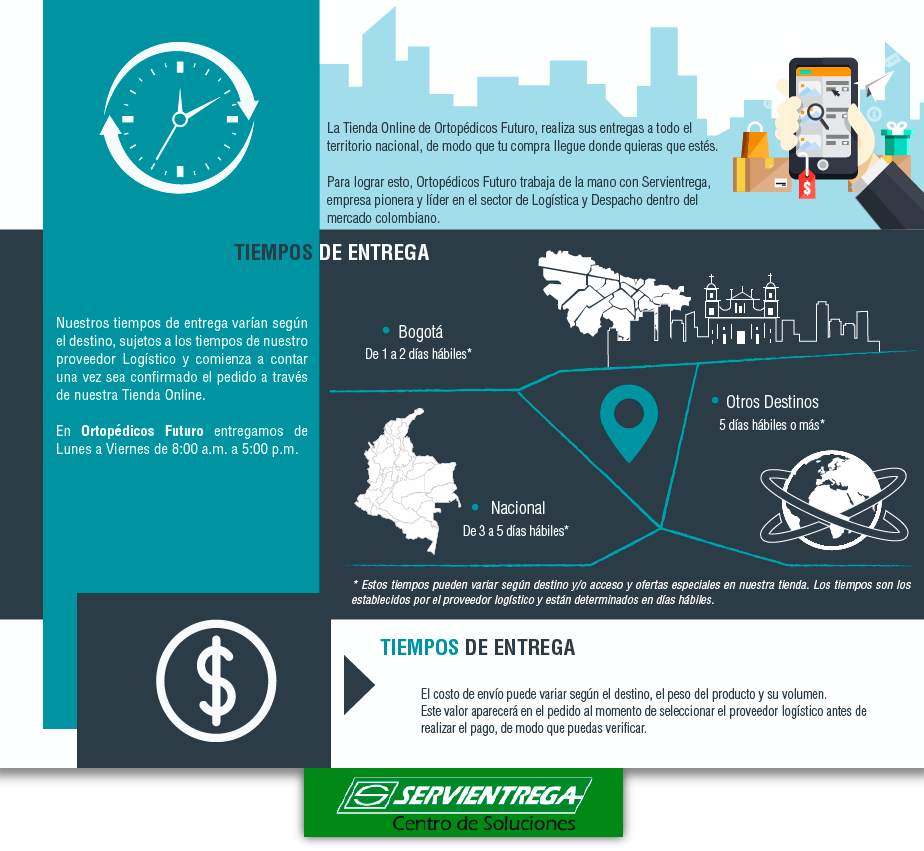 La Tienda Online de Ortopédicos Futuro, realiza sus entregas a todo el
territorio nacional, de modo que tu compra llegue donde quieras que estés.
Para lograr esto, Ortopédicos Futuro trabaja de la mano con Servientrega,
empresa pionera y líder en el sector de Logística y Despacho dentro del
mercado colombiano.
TIEMPOS DE ENTREGA
Nuestros tiempos de entrega varían según
el destino, sujetos a los tiempos de nuestro
proveedor Logístico y comienza a contar
una vez sea confirmado el pedido a través
de nuestra Tienda Online.
En Ortopédicos Futuro entregamos de
Lunes a Viernes de 8:00 a.m. a 5:00 p.m.
• Bogotá
De 1 a 2 días hábiles*
• Otros Destinos
5 días hábiles o más*
• Nacional
De 3 a 5 días hábiles*
* Estos tiempos pueden variar según destino y/o acceso y ofertas especiales en nuestra tienda. Los tiempos son los
establecidos por el proveedor logístico y están determinados en días hábiles.
$
TIEMPOS DE ENTREGA
El costo de envío puede variar según el destino, el peso del producto y su volumen.
Este valor aparecerá en el pedido al momento de seleccionar el proveedor logístico antes de
realizar el pago, de modo que puedas verificar.
SERVIENTREGA
Centro de Soluciones